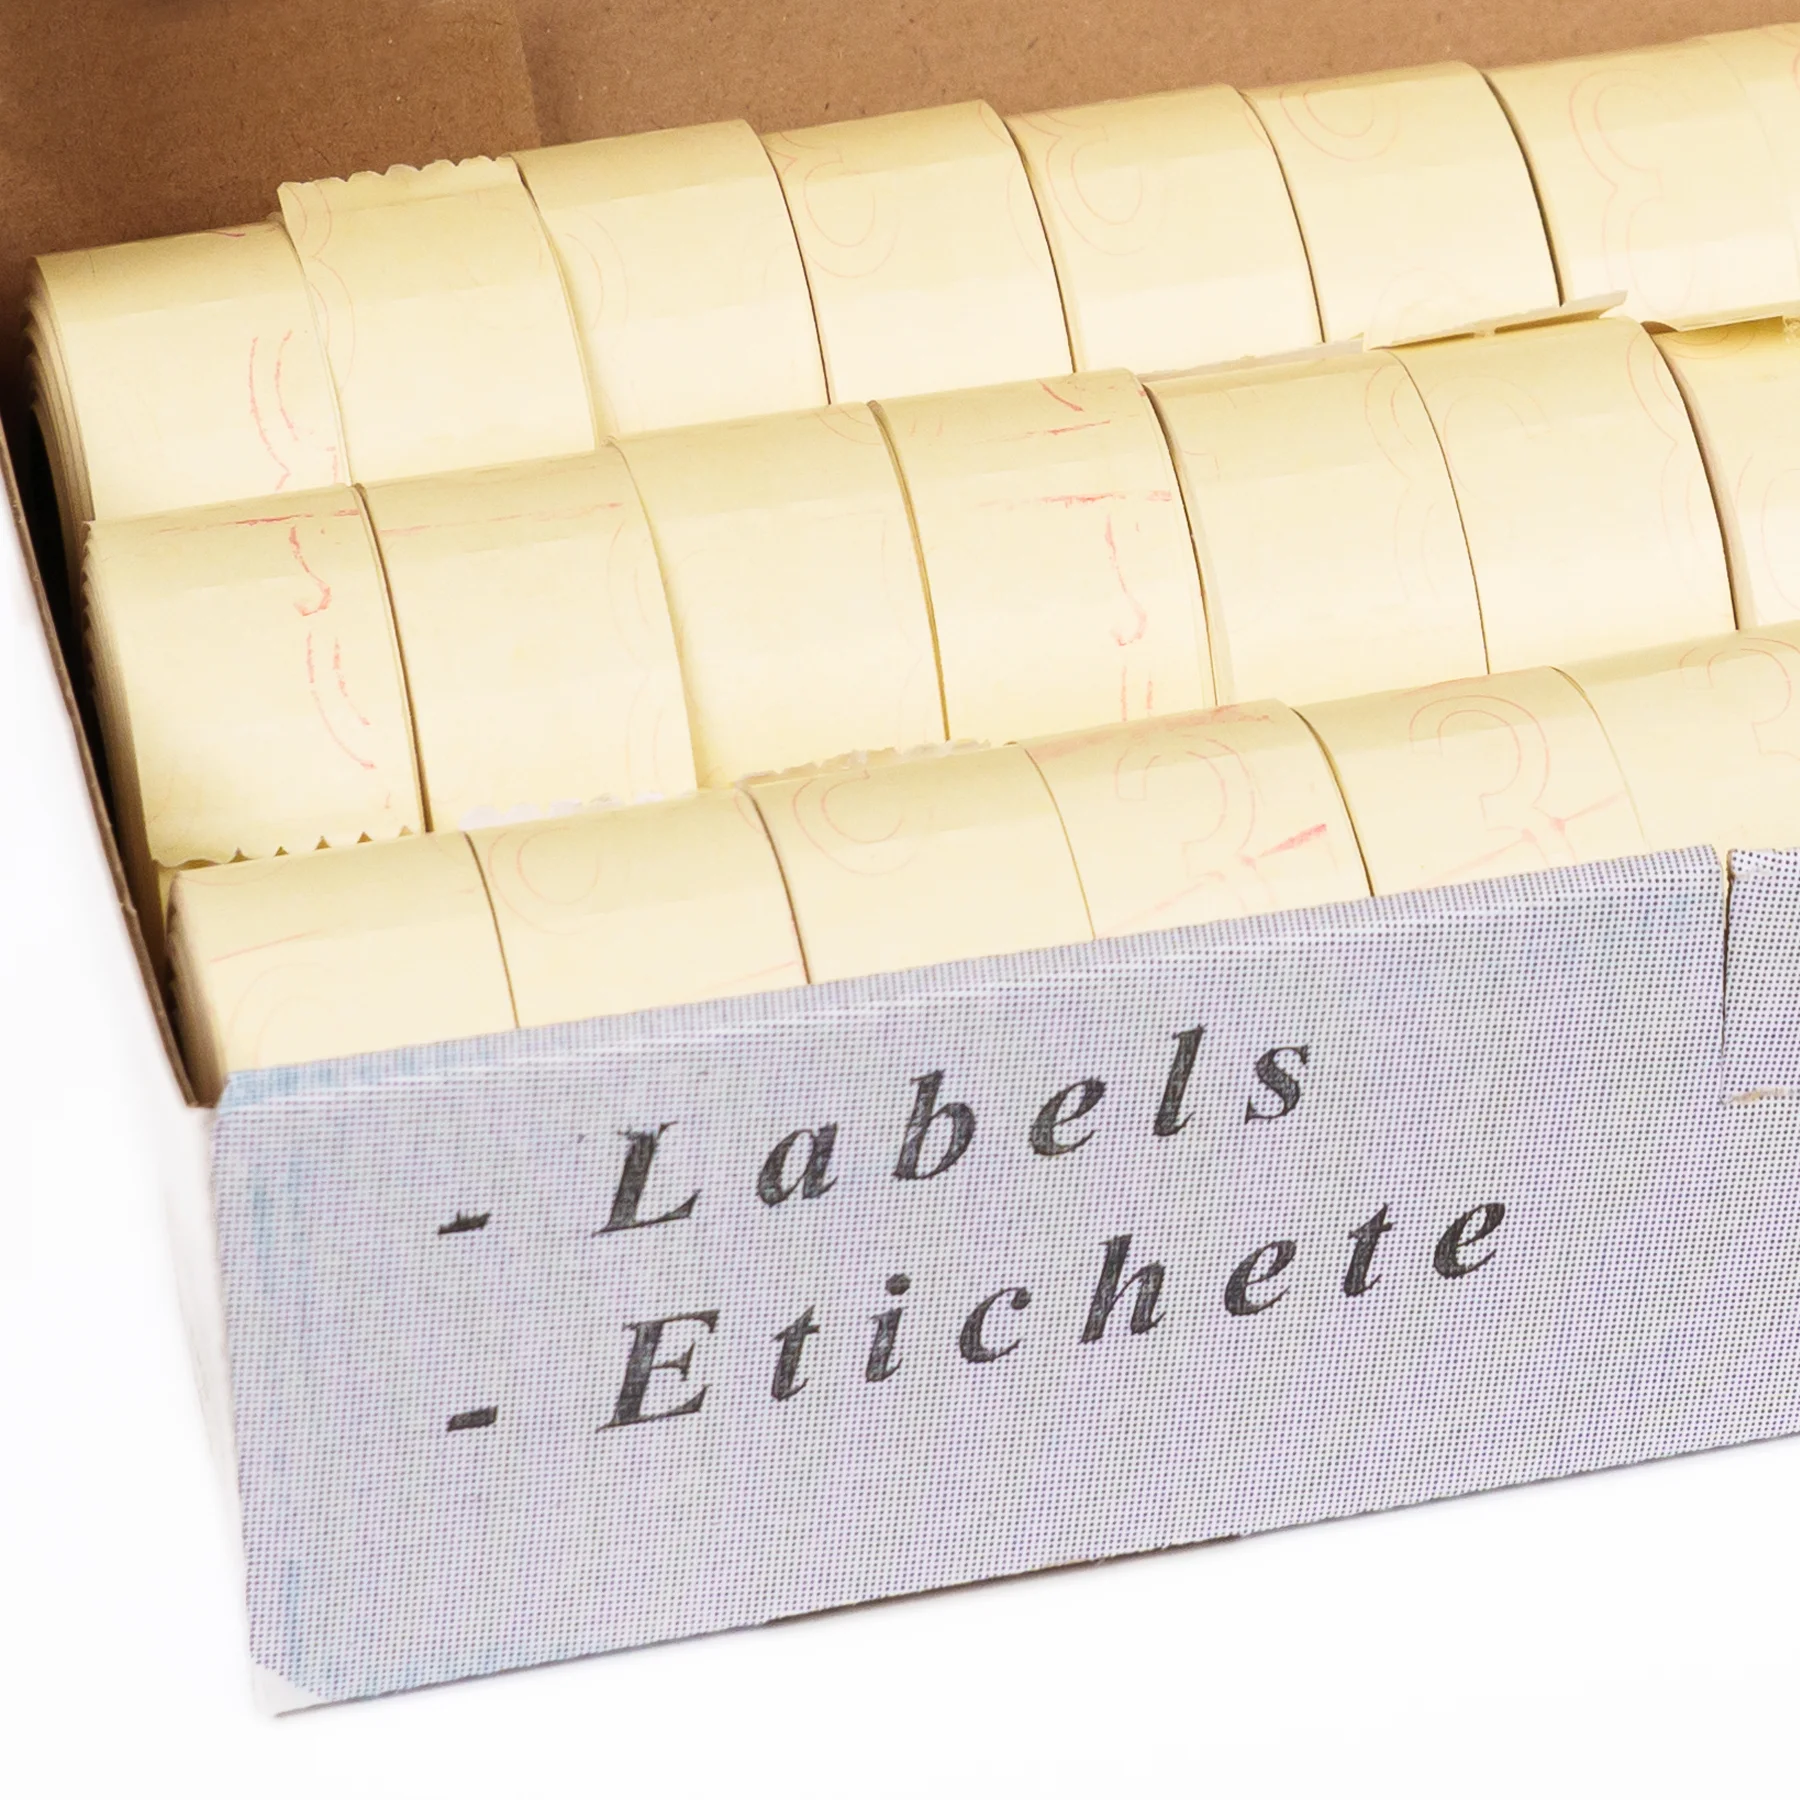 - Labels
- Etichete